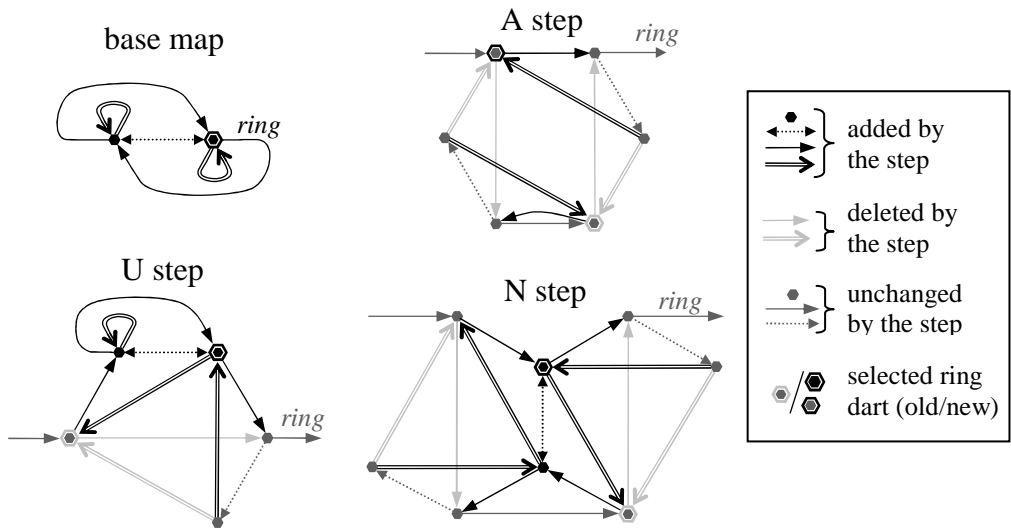 base map
ring
A step
ring
U step
ring
N step
ring
added by
the step
deleted by
the step
unchanged
by the step
selected ring
dart (old/new)